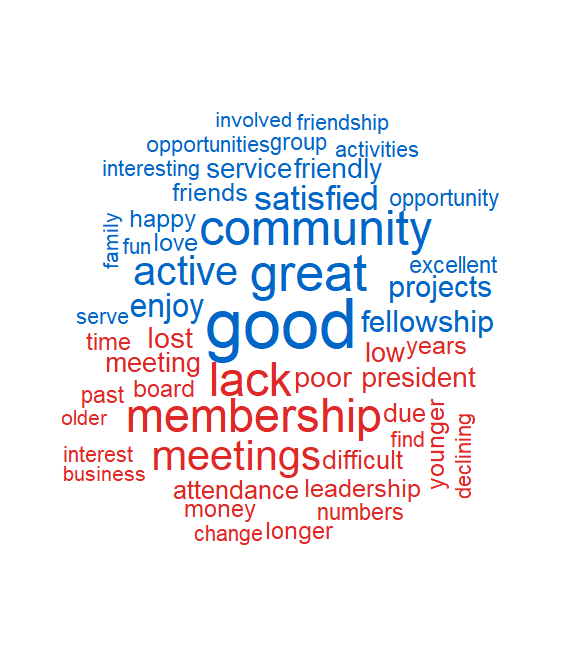 involved friendship
opportunities group activities
interesting service friendly
friends satisfied opportunity
family happy community
fun love
active great excellent
projects
serve enjoy good fellowship
time lost low years
meeting lack poor president
past board
older membership due
find younger declining
interest meetings difficult
business
attendance leadership
money numbers
change longer